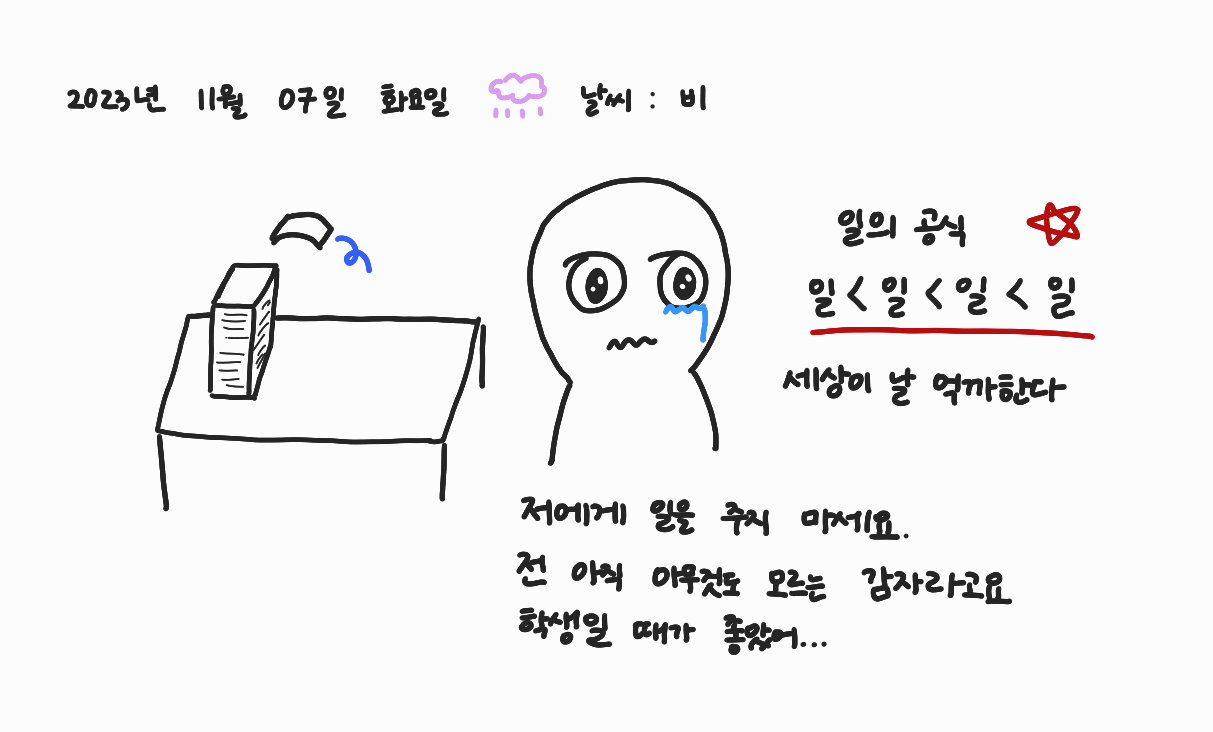 2023년 11월 07일 화요일 날씨 : 비
일의 공식
일 < 일 < 일 < 일
세상이 날 억까한다
저에게 일을 주지 마세요.
전 아직 아무것도 모르는 감자라고요
학생일 때가 좋았어...